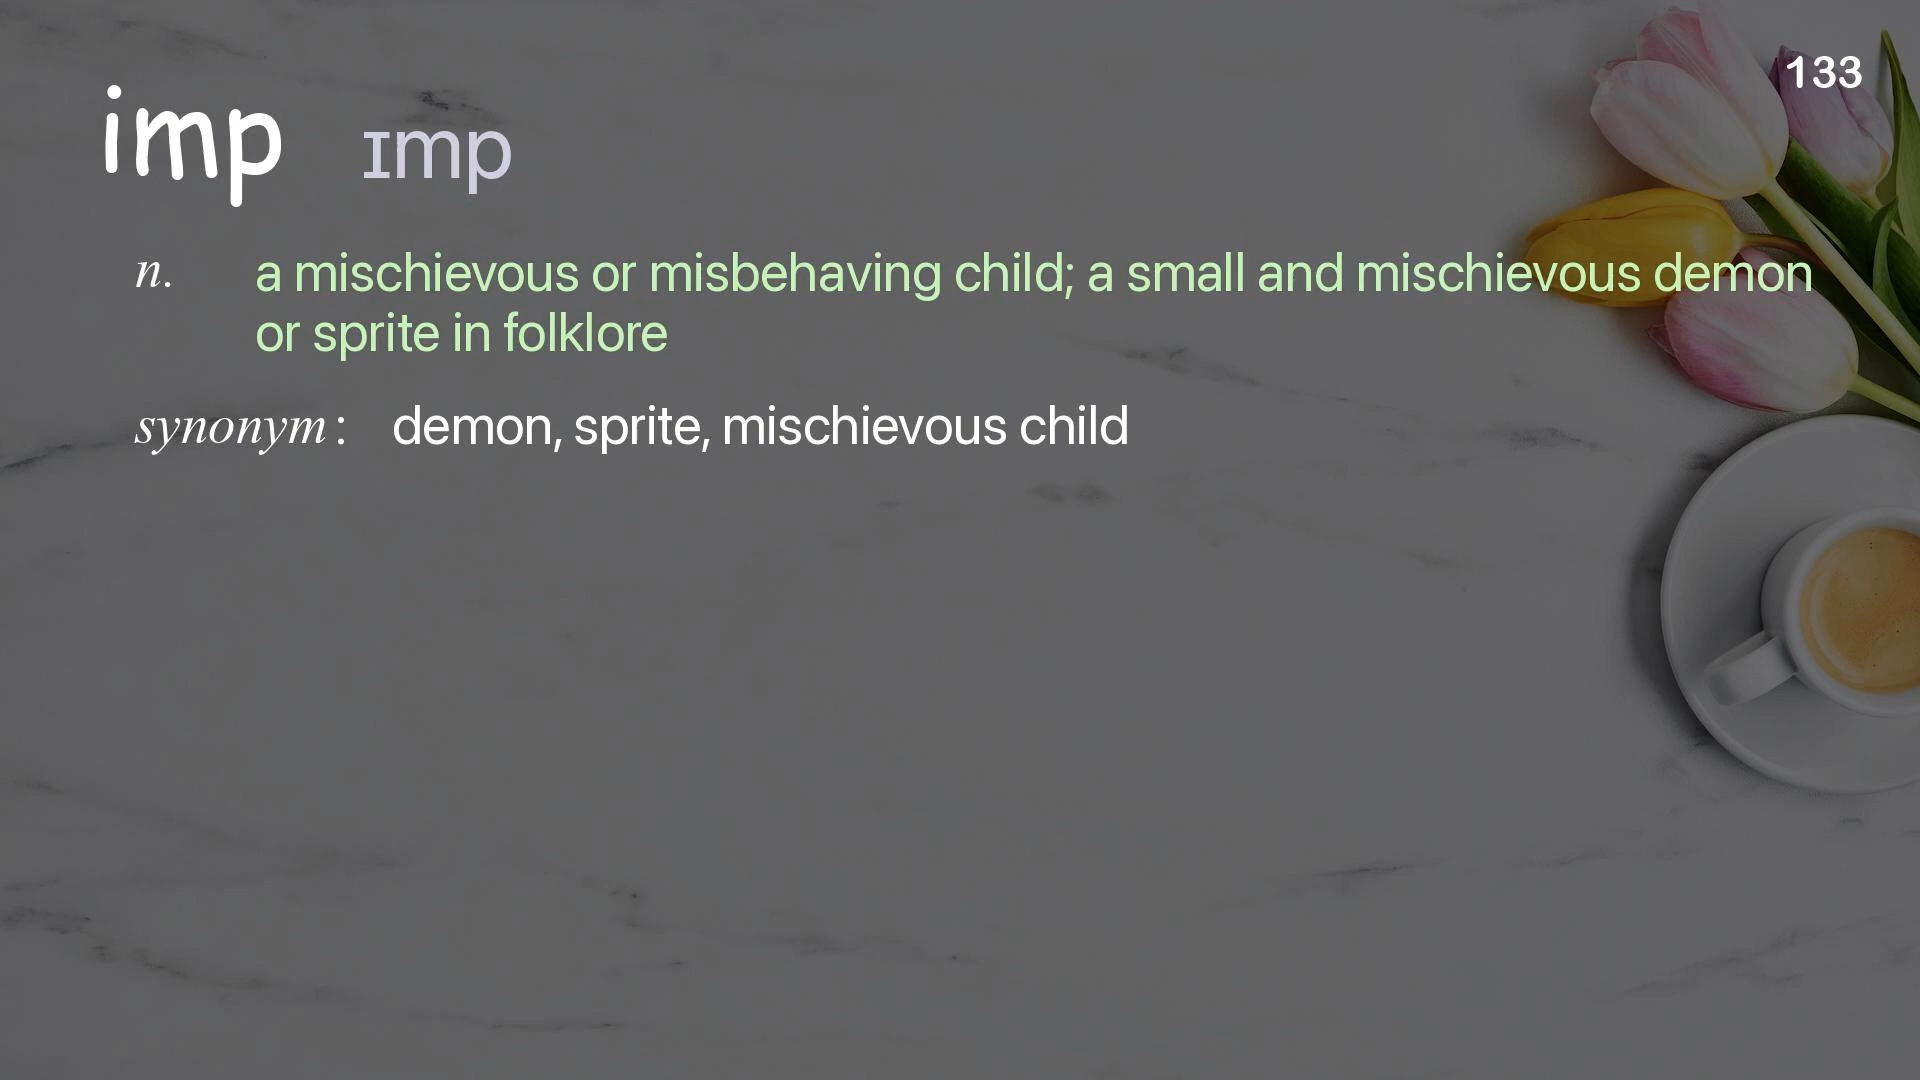 133
imp ɪmp
n. a mischievous or misbehaving child; a small and mischievous demon
or sprite in folklore
synonym: demon, sprite, mischievous child